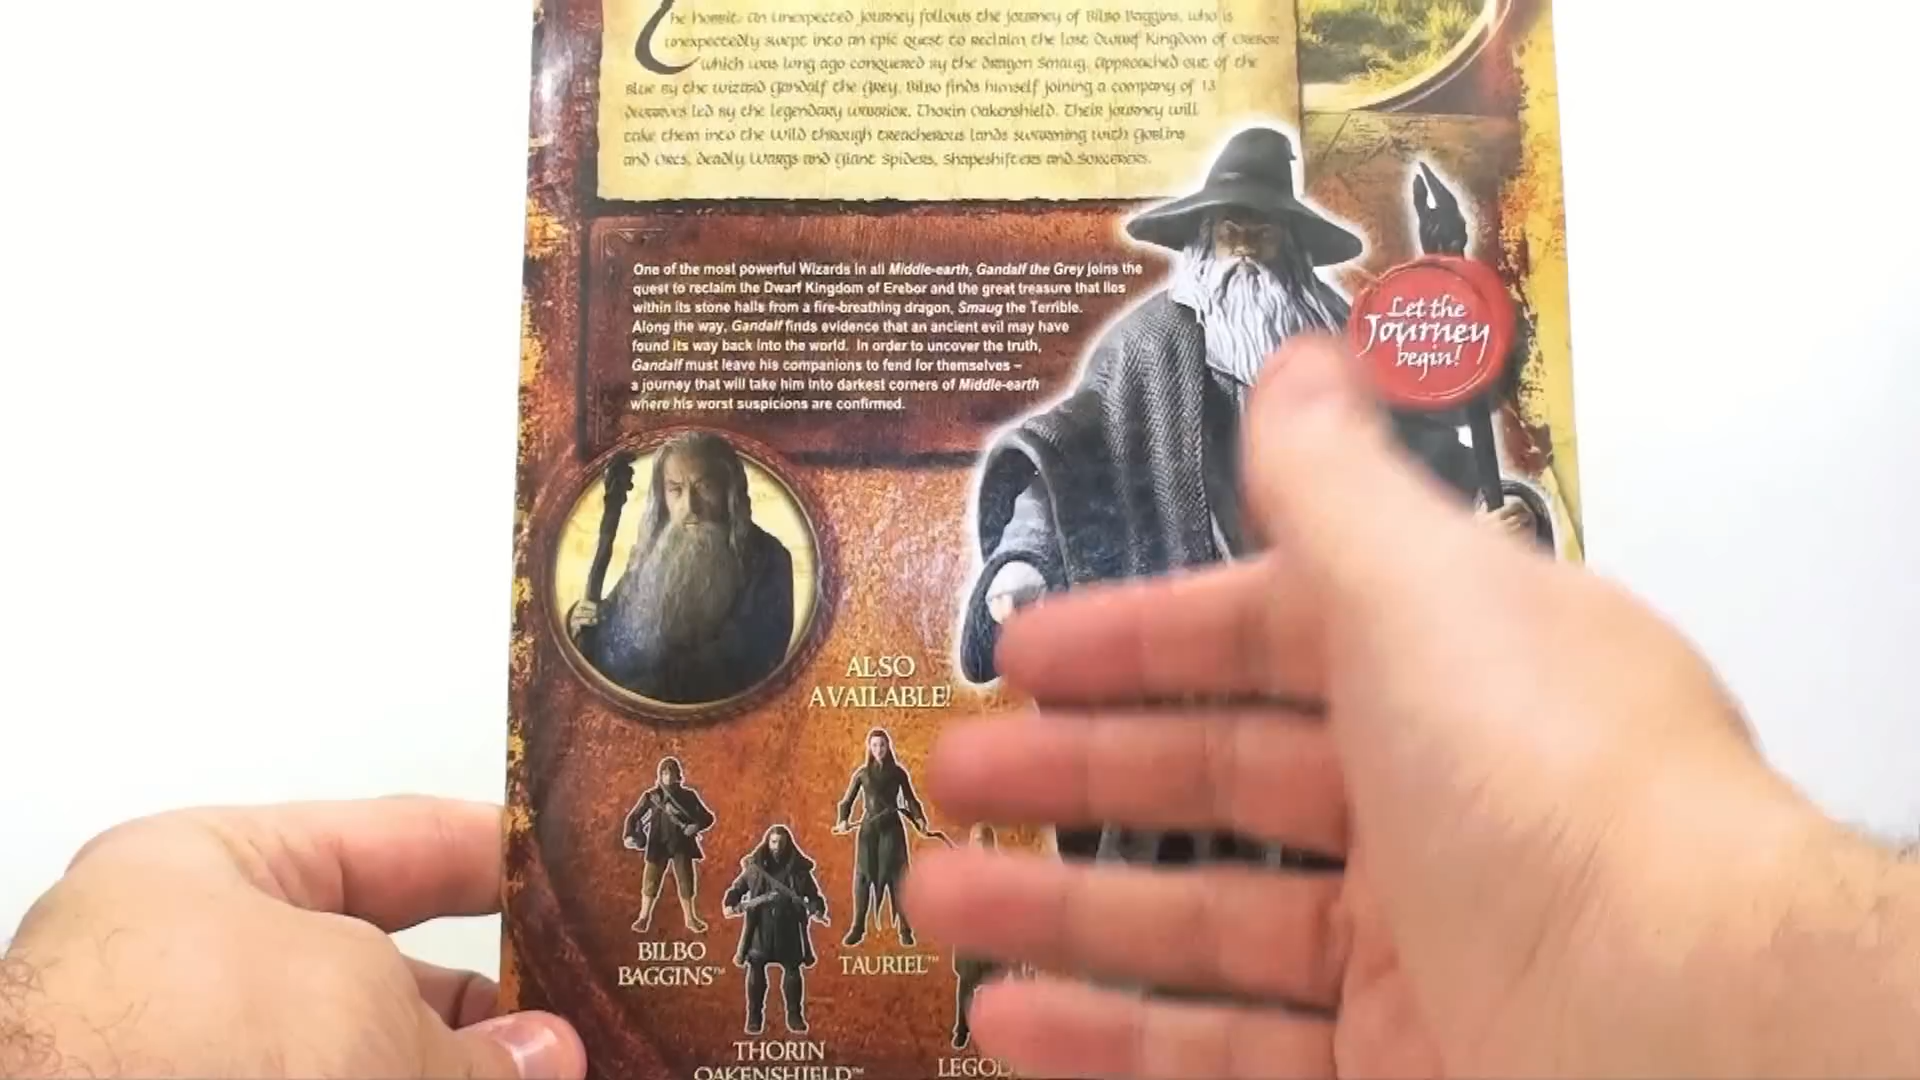 he Hobbit: An Unexpected Journey follows the journey of Bilbo Baggins, who is
unexpectedly swept into an epic quest to reclaim the lost Dwarf Kingdom of Erebor
which was long ago conquered by the dragon Smaug. Approached out of the
blue by the wizard Gandalf the Grey, Bilbo finds himself joining a company of 13
dwarves led by the legendary warrior, Thorin Oakenshield. Their journey will
take them into the wild through treacherous lands swarming with Goblins
and Orcs, deadly Wargs and Giant Spiders, Shapeshifters and Sorcerers.
One of the most powerful Wizards in all Middle-earth, Gandalf the Grey joins the
quest to reclaim the Dwarf Kingdom of Erebor and the great treasure that lies
within its stone halls from a fire-breathing dragon, Smaug the Terrible.
Along the way, Gandalf finds evidence that an ancient evil may have
found its way back into the world. In order to uncover the truth,
Gandalf must leave his companions to fend for themselves –
a journey that will take him into darkest corners of Middle-earth
where his worst suspicions are confirmed.
Let the
Journey
begin!
ALSO
AVAILABLE!
BILBO
BAGGINS™
TAURIEL™
THORIN
OAKENSHIELD™
LEGOL